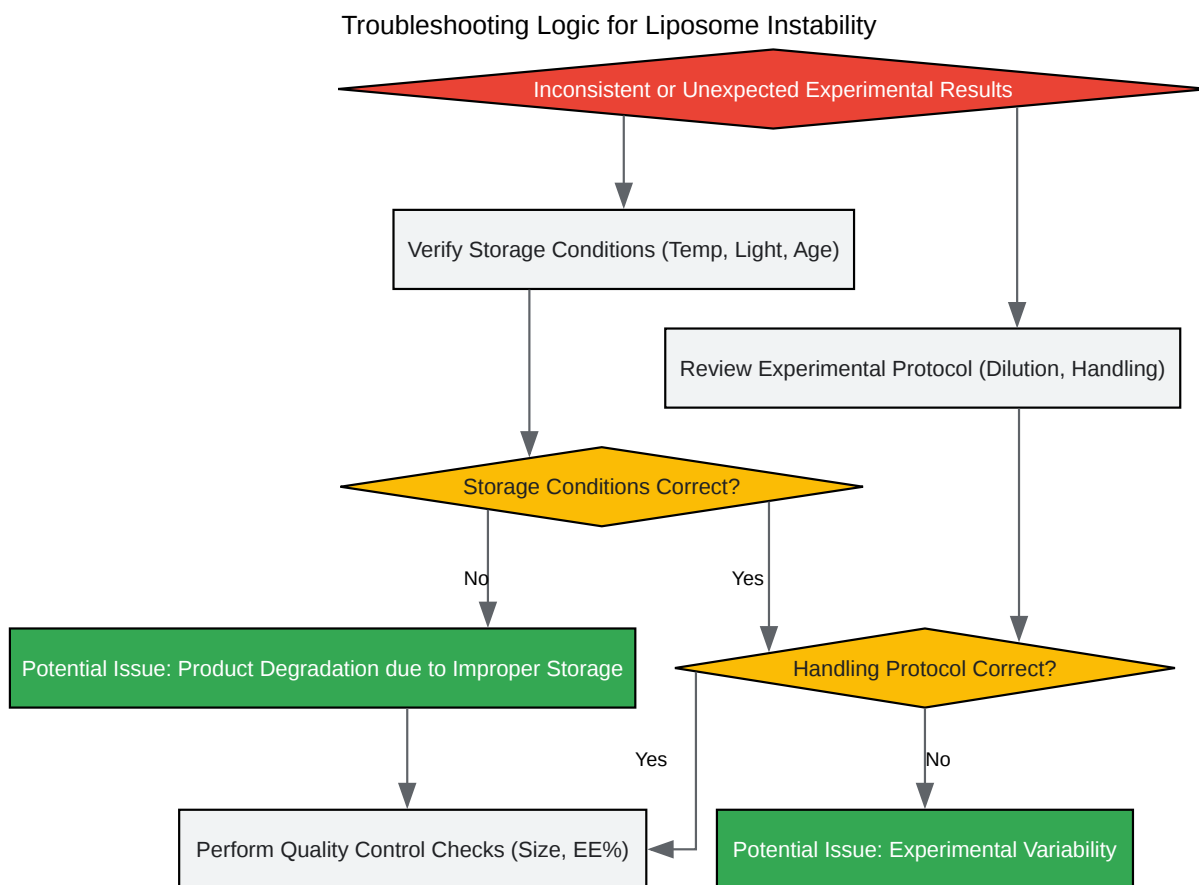 Troubleshooting Logic for Liposome Instability
Inconsistent or Unexpected Experimental Results
Verify Storage Conditions (Temp, Light, Age)
Review Experimental Protocol (Dilution, Handling)
Storage Conditions Correct?
No
Yes
Potential Issue: Product Degradation due to Improper Storage
Handling Protocol Correct?
Yes
No
Perform Quality Control Checks (Size, EE%)
Potential Issue: Experimental Variability